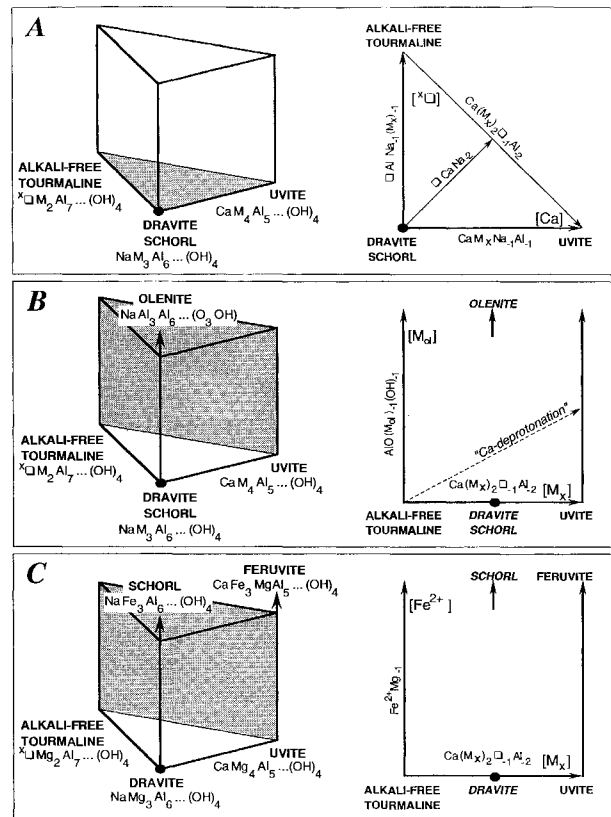 A
ALKALI-FREE
TOURMALINE
ˣ☐M₂Al₇...(OH)₄
UVITE
CaM₄Al₅...(OH)₄
DRAVITE
SCHORL
NaM₃Al₆...(OH)₄
ALKALI-FREE
TOURMALINE
[ˣ☐]
☐AlNa₋₁(Mₓ)₋₁
Ca(Mₓ)₂☐₋₁Al₋₂
☐CaNa₋₂
[Ca]
DRAVITE
SCHORL
CaMₓNa₋₁Al₋₁
UVITE
B
OLENITE
NaAl₃Al₆...(O₃OH)
ALKALI-FREE
TOURMALINE
ˣ☐M₂Al₇...(OH)₄
UVITE
CaM₄Al₅...(OH)₄
DRAVITE
SCHORL
NaM₃Al₆...(OH)₄
OLENITE
[Mol]
AlO(Mol)₋₁(OH)₋₁
"Ca-deprotonation"
Ca(Mₓ)₂☐₋₁Al₋₂
[Mₓ]
ALKALI-FREE
TOURMALINE
DRAVITE
SCHORL
UVITE
C
SCHORL
NaFe₃Al₆...(OH)₄
FERUVITE
CaFe₃MgAl₅...(OH)₄
ALKALI-FREE
TOURMALINE
ˣ☐Mg₂Al₇...(OH)₄
UVITE
CaMg₄Al₅...(OH)₄
DRAVITE
NaMg₃Al₆...(OH)₄
SCHORL
FERUVITE
[Fe²⁺]
Fe²⁺Mg₋₁
Ca(Mₓ)₂☐₋₁Al₋₂
[Mₓ]
ALKALI-FREE
TOURMALINE
DRAVITE
UVITE